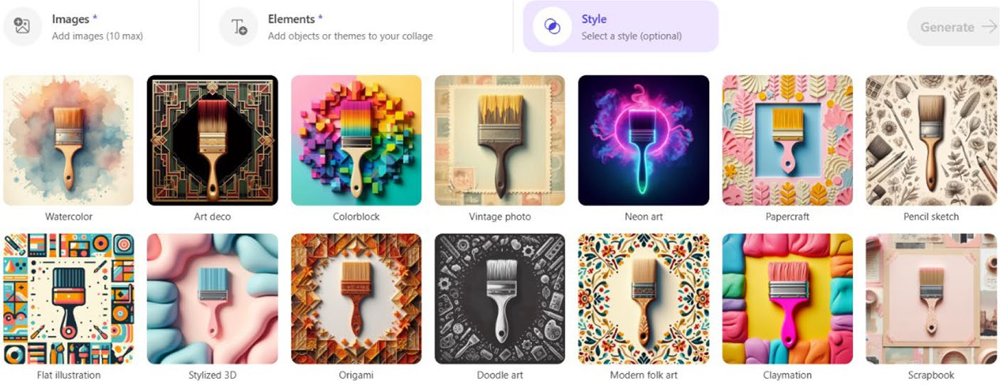 Images *
Add images (10 max)
Elements *
Add objects or themes to your collage
Style
Select a style (optional)
Generate
Watercolor
Art deco
Colorblock
Vintage photo
Neon art
Papercraft
Pencil sketch
Flat illustration
Stylized 3D
Origami
Doodle art
Modern folk art
Claymation
Scrapbook